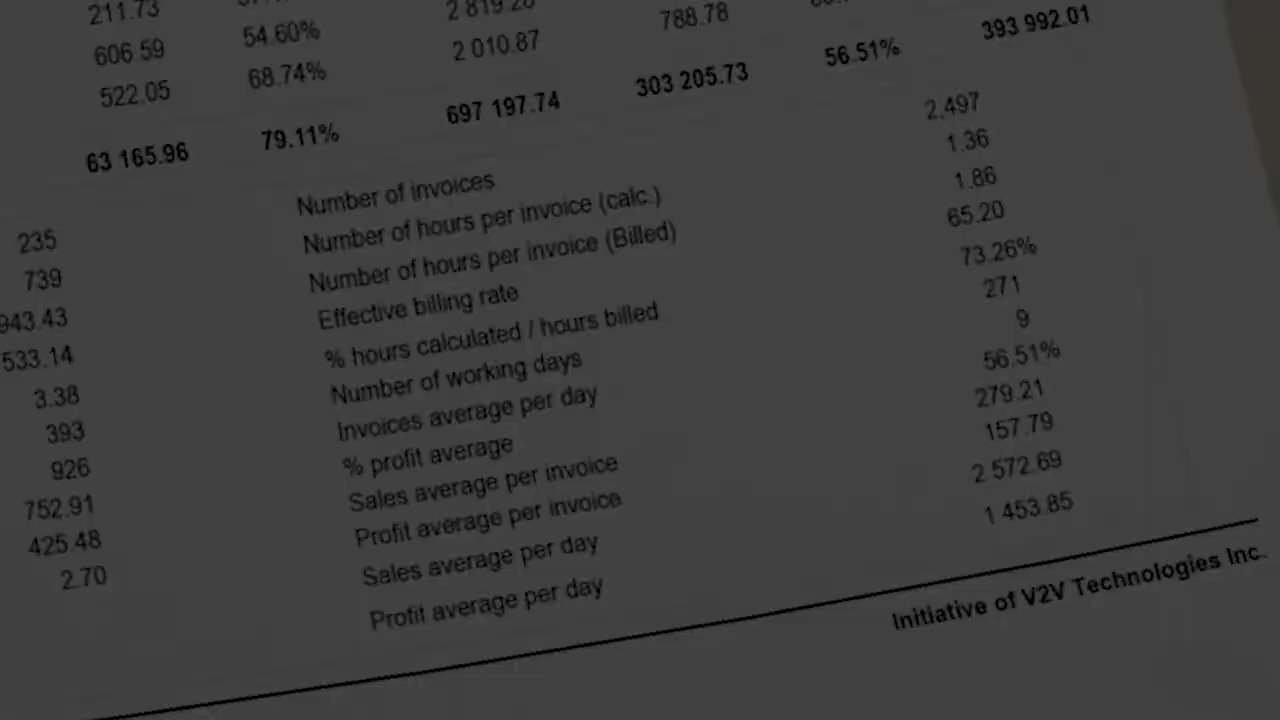 211.73 2 819.28
606.59 54.60% 2 010.87 788.78
522.05 68.74%
63 165.96 79.11% 697 197.74 303 205.73 56.51% 393 992.01
235 Number of invoices 2,497
739 Number of hours per invoice (calc.) 1.36
943.43 Number of hours per invoice (Billed) 1.86
533.14 Effective billing rate 65.20
3.38 % hours calculated / hours billed 73.26%
393 Number of working days 271
926 Invoices average per day 9
752.91 % profit average 56.51%
425.48 Sales average per invoice 279.21
2.70 Profit average per invoice 157.79
Sales average per day 2 572.69
Profit average per day 1 453.85
Initiative of V2V Technologies Inc.